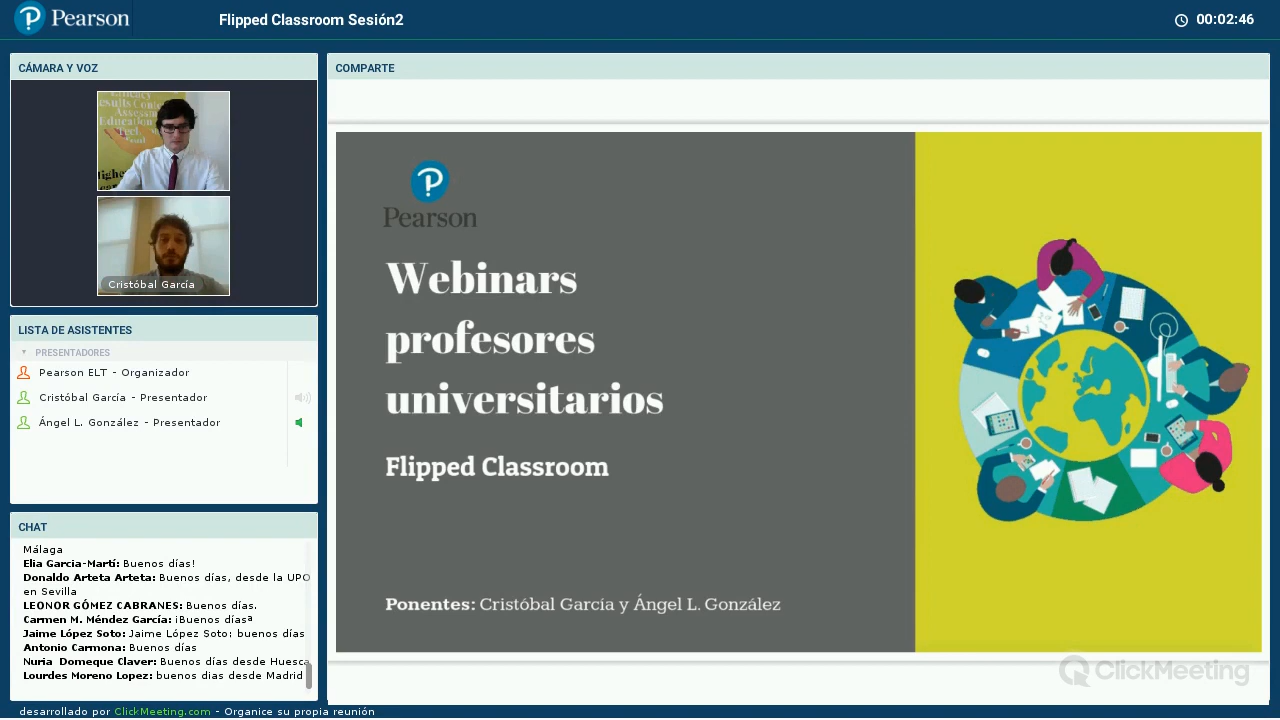 Pearson
Flipped Classroom Sesión2
00:02:46
CÁMARA Y VOZ
Cristóbal García
LISTA DE ASISTENTES
PRESENTADORES
Pearson ELT - Organizador
Cristóbal García - Presentador
Ángel L. González - Presentador
CHAT
Málaga
Elia Garcia-Martí: Buenos días!
Donaldo Arteta Arteta: Buenos días, desde la UPO
en Sevilla
LEONOR GÓMEZ CABRANES: Buenos días.
Carmen M. Méndez García: ¡Buenos díasª
Jaime López Soto: Jaime López Soto: buenos días
Antonio Carmona: Buenos días
Nuria Domeque Claver: Buenos días desde Huesca
Lourdes Moreno Lopez: buenos dias desde Madrid
COMPARTE
Pearson
Webinars
profesores
universitarios
Flipped Classroom
Ponentes: Cristóbal García y Ángel L. González
ClickMeeting
desarrollado por ClickMeeting.com - Organice su propia reunión